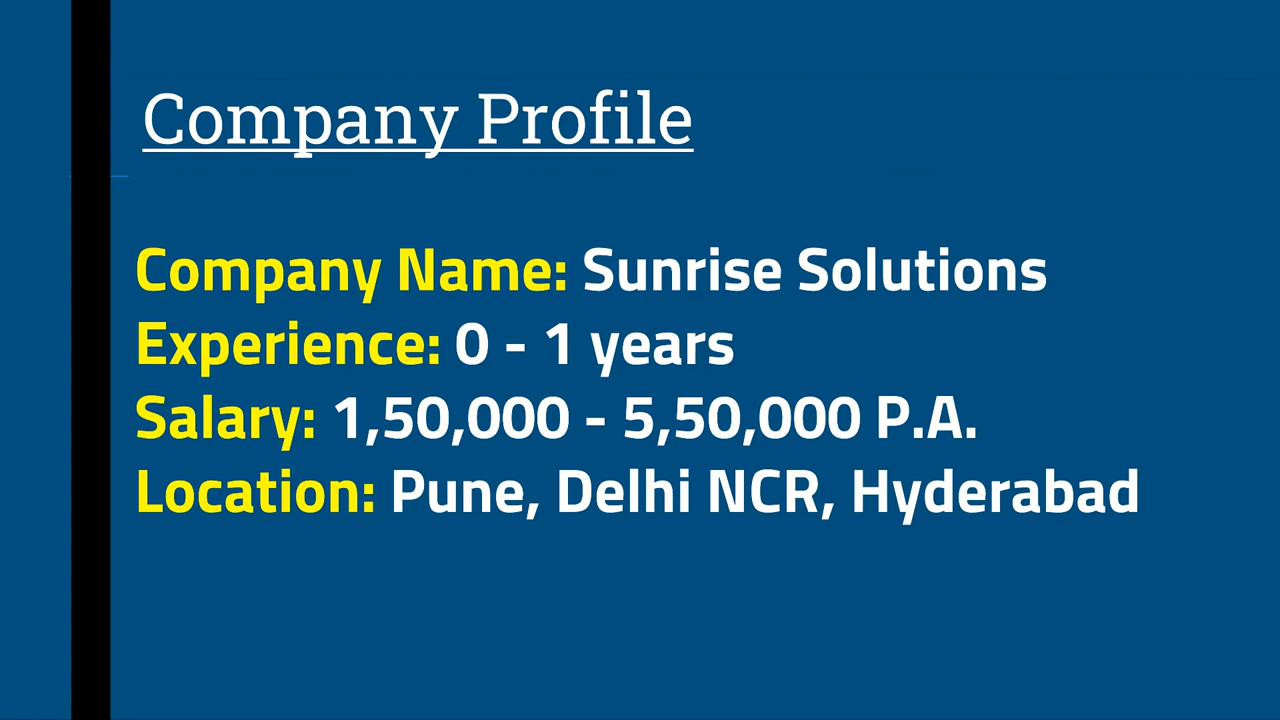 Company Profile
Company Name: Sunrise Solutions
Experience: 0 - 1 years
Salary: 1,50,000 - 5,50,000 P.A.
Location: Pune, Delhi NCR, Hyderabad